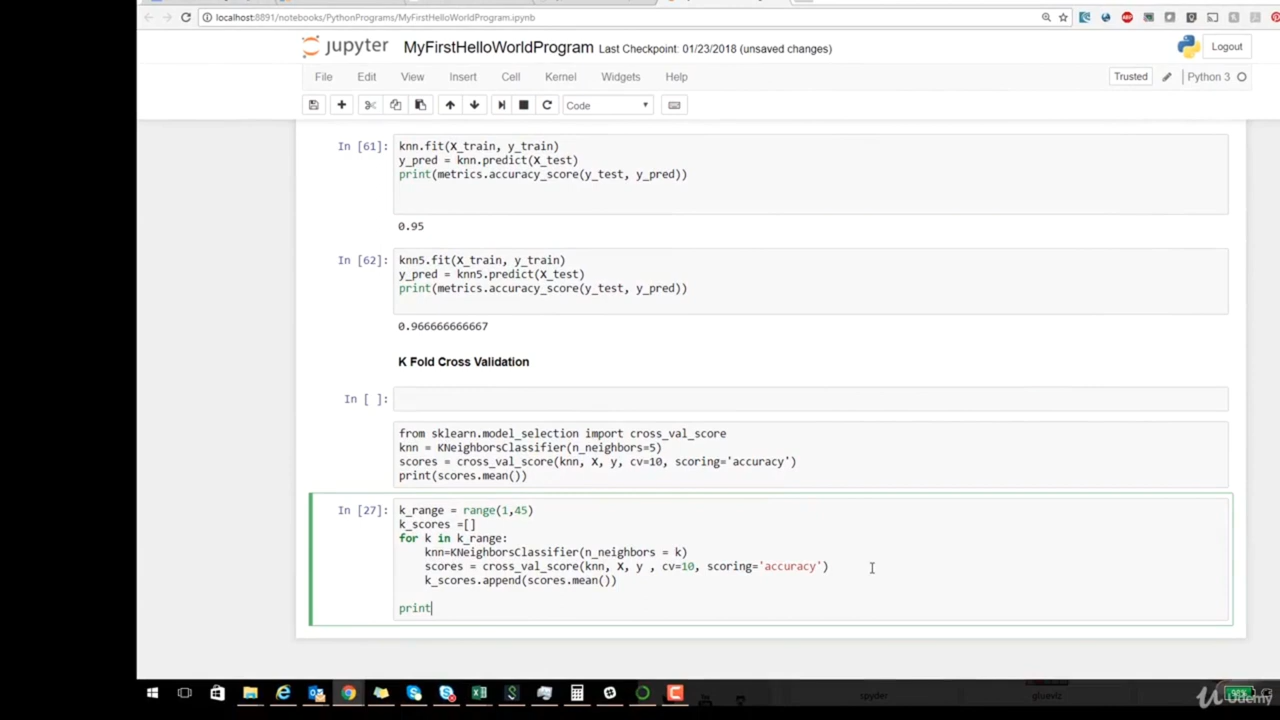 localhost:8891/notebooks/PythonPrograms/MyFirstHelloWorldProgram.ipynb
jupyter MyFirstHelloWorldProgram Last Checkpoint: 01/23/2018 (unsaved changes)
Logout
File Edit View Insert Cell Kernel Widgets Help
Trusted Python 3
Code
In [61]: knn.fit(X_train, y_train)
y_pred = knn.predict(X_test)
print(metrics.accuracy_score(y_test, y_pred))
0.95
In [62]: knn5.fit(X_train, y_train)
y_pred = knn5.predict(X_test)
print(metrics.accuracy_score(y_test, y_pred))
0.966666666667
K Fold Cross Validation
In [ ]:
from sklearn.model_selection import cross_val_score
knn = KNeighborsClassifier(n_neighbors=5)
scores = cross_val_score(knn, X, y, cv=10, scoring='accuracy')
print(scores.mean())
In [27]: k_range = range(1,45)
k_scores =[]
for k in k_range:
knn=KNeighborsClassifier(n_neighbors = k)
scores = cross_val_score(knn, X, y , cv=10, scoring='accuracy')
k_scores.append(scores.mean())
print
spyder
glueviz
Udemy